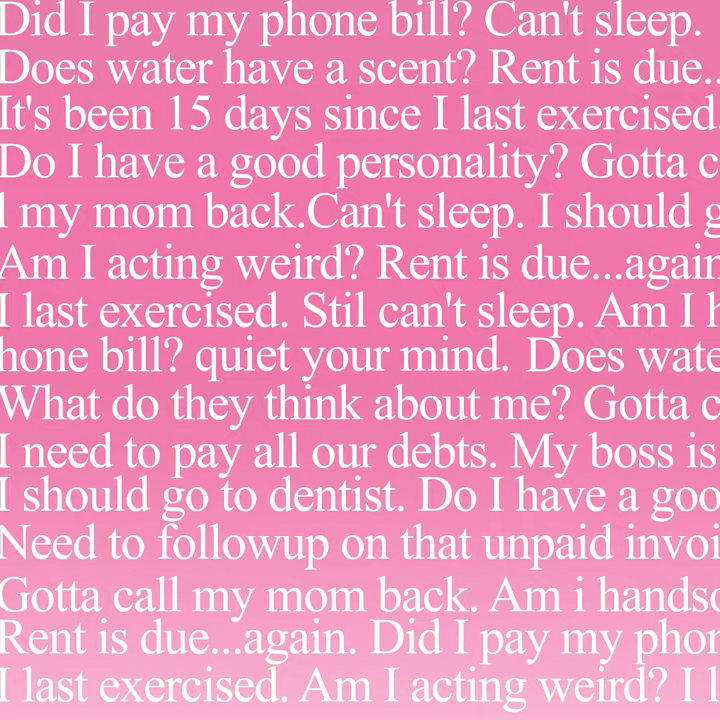 Did I pay my phone bill? Can't sleep.
Does water have a scent? Rent is due..
It's been 15 days since I last exercised.
Do I have a good personality? Gotta c
l my mom back.Can't sleep. I should g
Am I acting weird? Rent is due...again
I last exercised. Stil can't sleep. Am I h
hone bill? quiet your mind. Does wate
What do they think about me? Gotta c
I need to pay all our debts. My boss is
I should go to dentist. Do I have a goo
Need to followup on that unpaid invoi
Gotta call my mom back. Am i handso
Rent is due...again. Did I pay my phon
I last exercised. Am I acting weird? I l